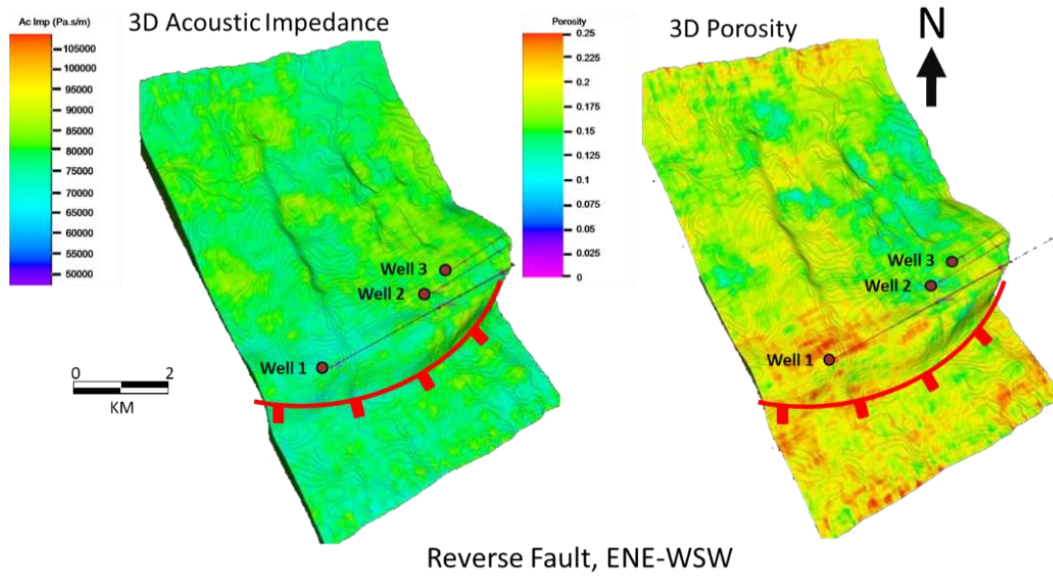 Ac Imp (Pa.s/m)
3D Acoustic Impedance
105000
100000
95000
90000
85000
80000
75000
70000
65000
60000
55000
50000
Well 3
Well 2
Well 1
0 2
KM
Porosity
3D Porosity
N
0.25
0.225
0.2
0.175
0.15
0.125
0.1
0.075
0.05
0.025
0
Well 3
Well 2
Well 1
Reverse Fault, ENE-WSW